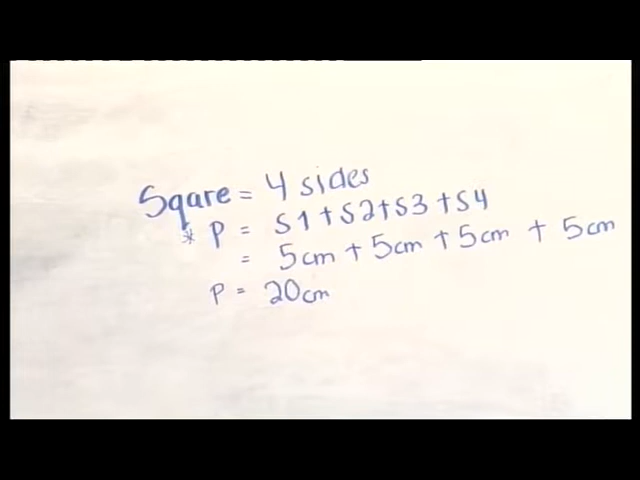 Sqare = 4 sides
* P = S1 + S2 + S3 + S4
= 5cm + 5cm + 5cm + 5cm
P = 20cm